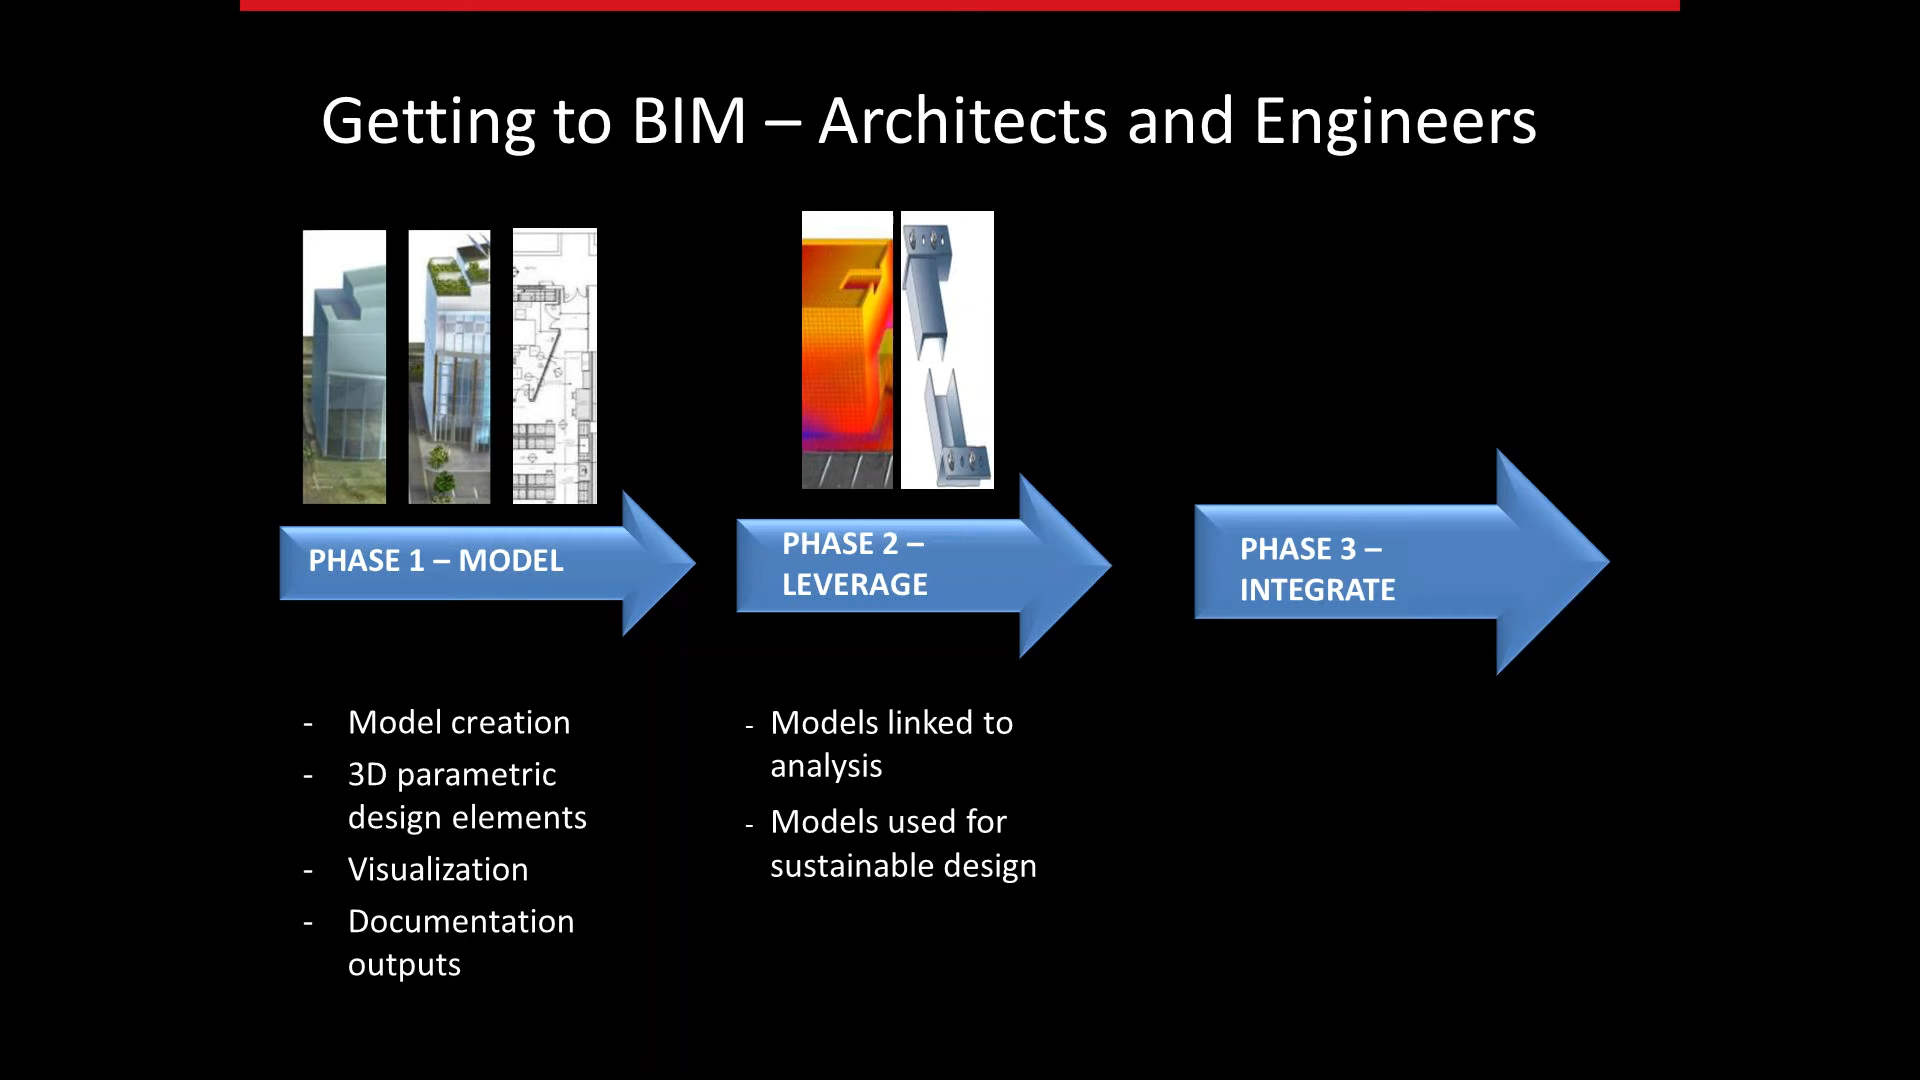 Getting to BIM – Architects and Engineers
PHASE 1 – MODEL
PHASE 2 –
LEVERAGE
PHASE 3 –
INTEGRATE
- Model creation
- 3D parametric
design elements
- Visualization
- Documentation
outputs
- Models linked to
analysis
- Models used for
sustainable design